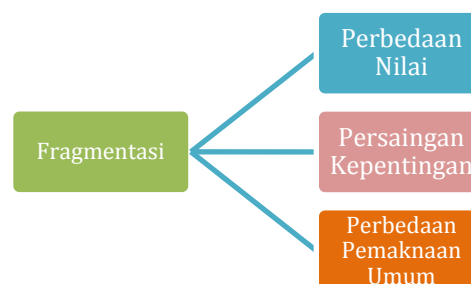 Fragmentasi
Perbedaan
Nilai
Persaingan
Kepentingan
Perbedaan
Pemaknaan
Umum